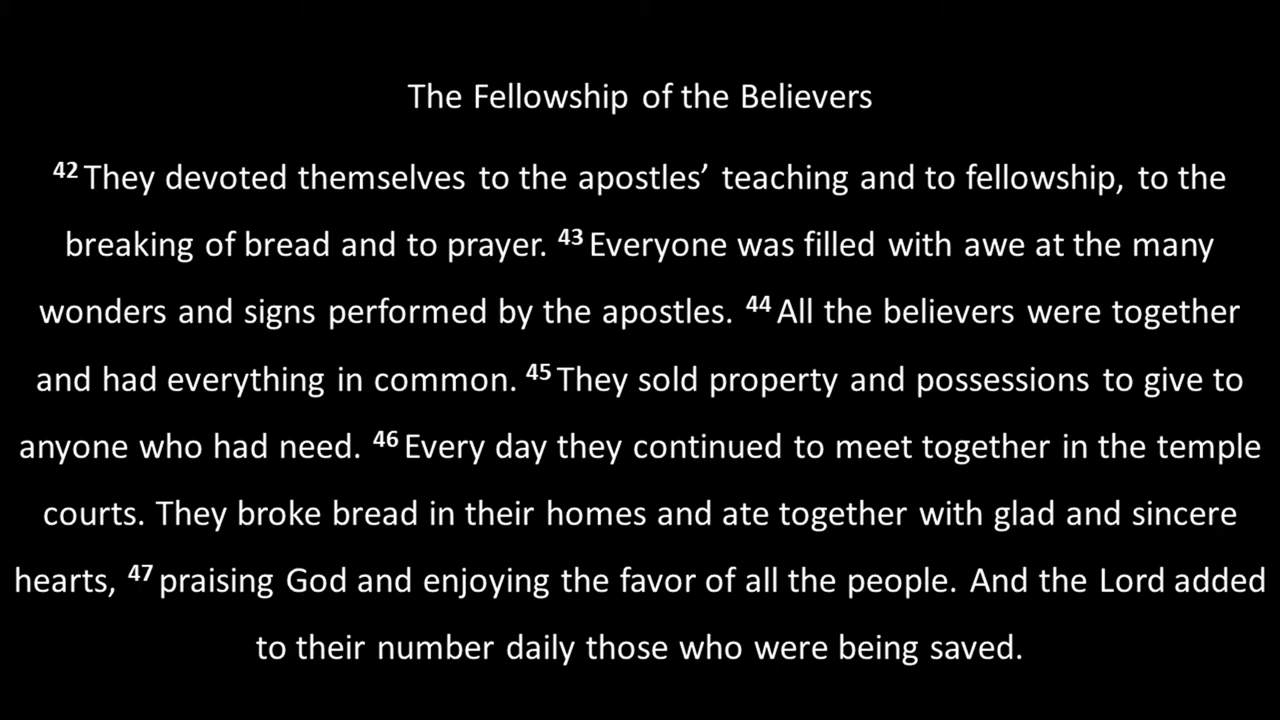 The Fellowship of the Believers
42 They devoted themselves to the apostles’ teaching and to fellowship, to the
breaking of bread and to prayer. 43 Everyone was filled with awe at the many
wonders and signs performed by the apostles. 44 All the believers were together
and had everything in common. 45 They sold property and possessions to give to
anyone who had need. 46 Every day they continued to meet together in the temple
courts. They broke bread in their homes and ate together with glad and sincere
hearts, 47 praising God and enjoying the favor of all the people. And the Lord added
to their number daily those who were being saved.